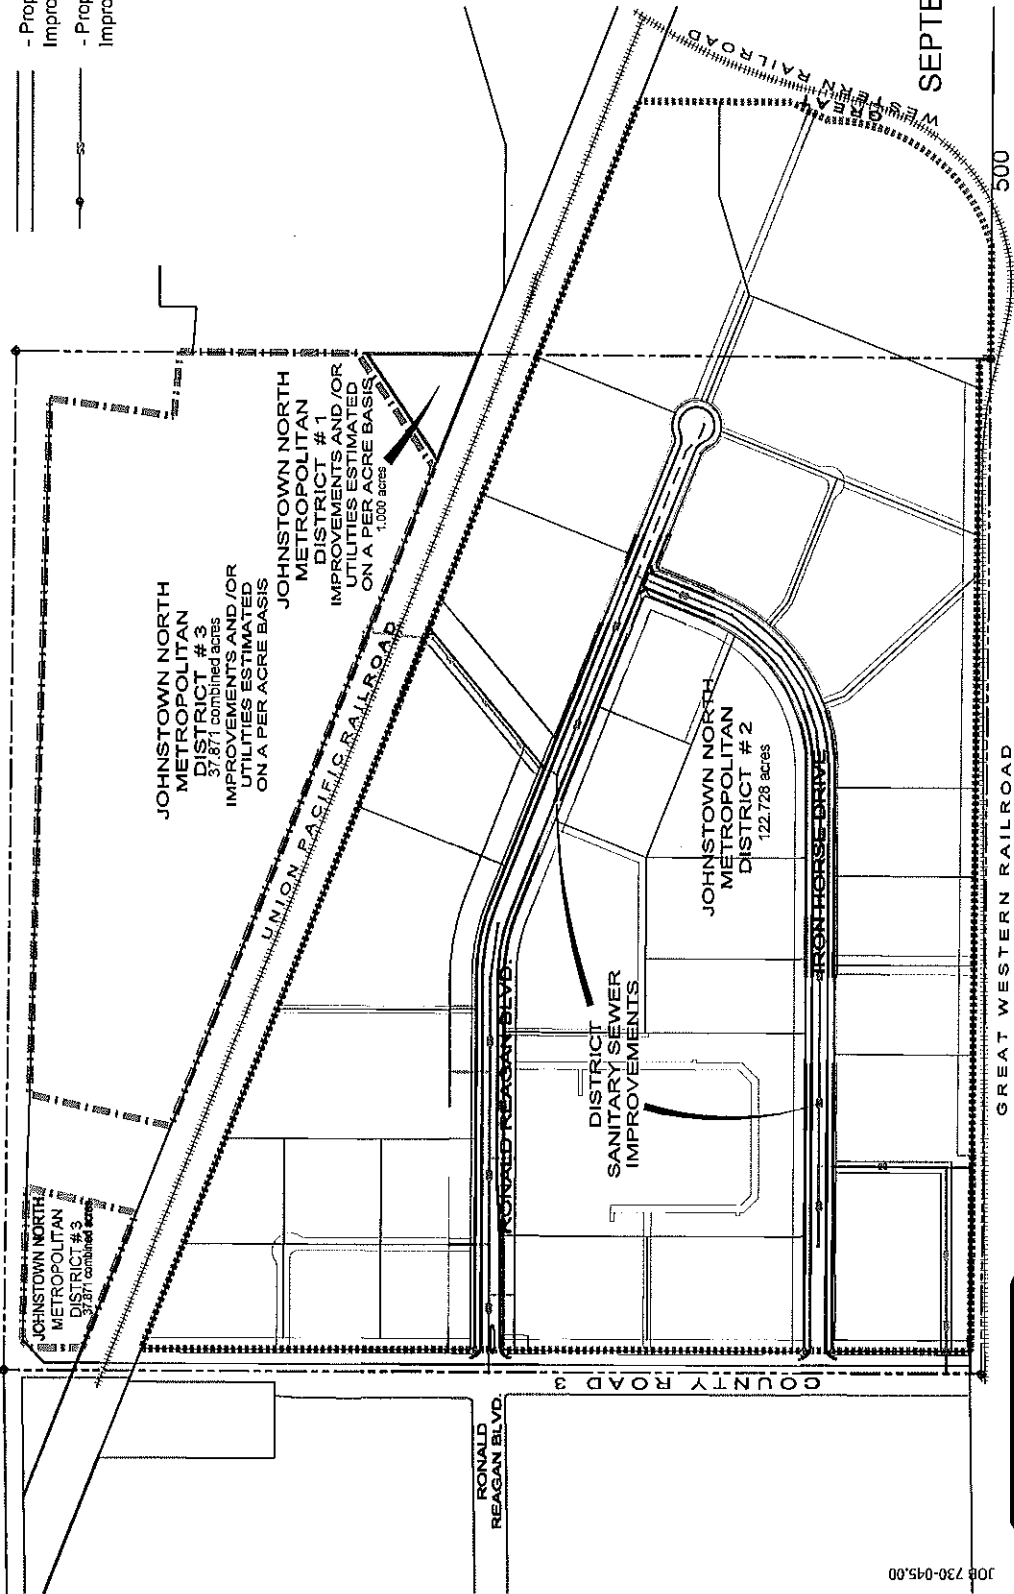 - Prop
Impro
- Prop
Impro
SEPTE
GREAT
WESTERN RAILROAD
500
JOHNSTOWN NORTH
METROPOLITAN
DISTRICT # 1
IMPROVEMENTS AND /OR
UTILITIES ESTIMATED
ON A PER ACRE BASIS
1.000 acres
JOHNSTOWN NORTH
METROPOLITAN
DISTRICT # 3
37.871 combined acres
IMPROVEMENTS AND /OR
UTILITIES ESTIMATED
ON A PER ACRE BASIS
UNION PACIFIC RAILROAD
JOHNSTOWN NORTH
METROPOLITAN
DISTRICT # 2
122.728 acres
IRON HORSE DRIVE
RONALD REAGAN BLVD.
DISTRICT
SANITARY SEWER
IMPROVEMENTS
GREAT WESTERN RAILROAD
JOHNSTOWN NORTH
METROPOLITAN
DISTRICT # 3
37.871 combined acres
COUNTY ROAD 3
RONALD
REAGAN BLVD.
JOB 730-045.00